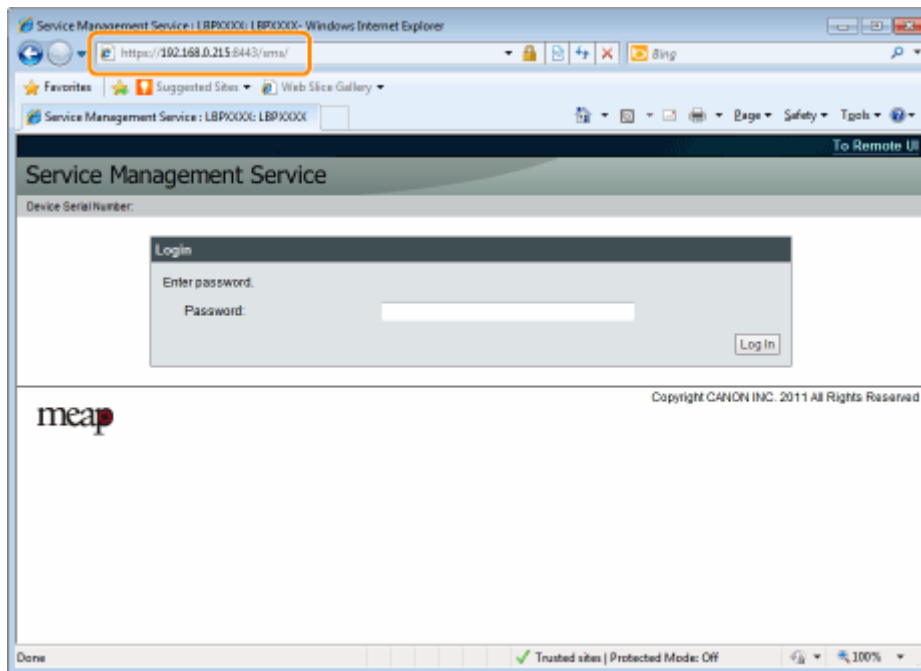 Service Management Service : LBPXXXX: LBPXXXX- Windows Internet Explorer
https://192.168.0.215:8443/sms/
Bing
Favorites Suggested Sites Web Slice Gallery
Service Management Service : LBPXXXX: LBPXXXX
Page Safety Tools
To Remote UI
Service Management Service
Device Serial Number:
Login
Enter password.
Password:
Log In
Copyright CANON INC. 2011 All Rights Reserved
meap
Done
Trusted sites | Protected Mode: Off
100%